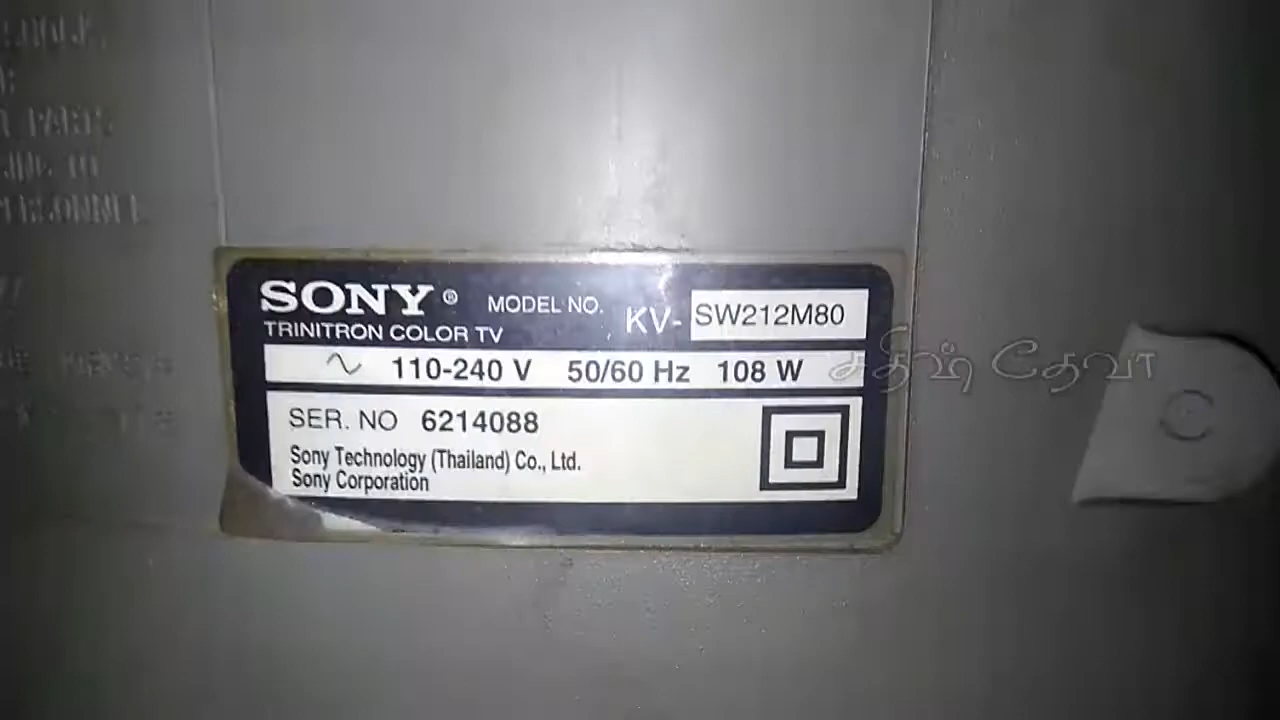 PARTS
SONY® MODEL NO. KV- SW212M80
TRINITRON COLOR TV
110-240 V 50/60 Hz 108 W
சதிஷ் தேவா
SER. NO 6214088
Sony Technology (Thailand) Co., Ltd.
Sony Corporation